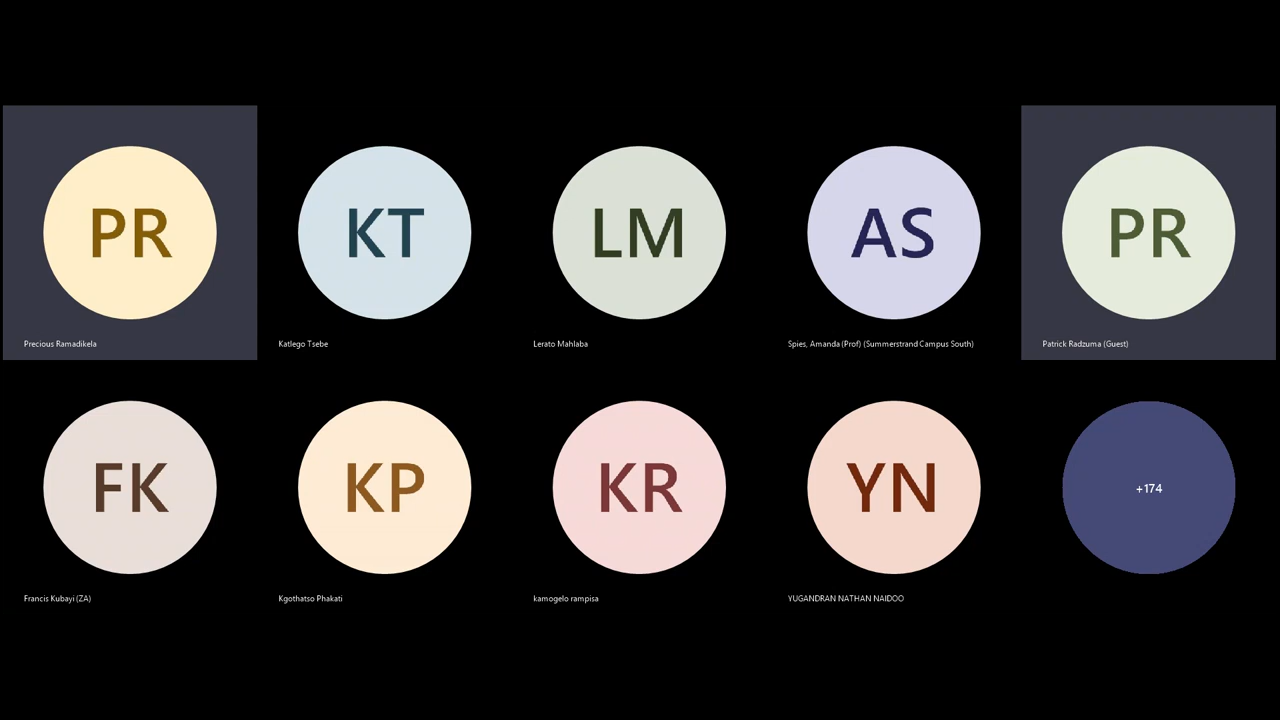 PR
KT
LM
AS
PR
Precious Ramadikela
Katlego Tsebe
Lerato Mahlaba
Spies, Amanda (Prof) (Summerstrand Campus South)
Patrick Radzuma (Guest)
FK
KP
KR
YN
+174
Francis Kubayi (ZA)
Kgothatso Phakati
kamogelo rampisa
YUGANDRAN NATHAN NAIDOO